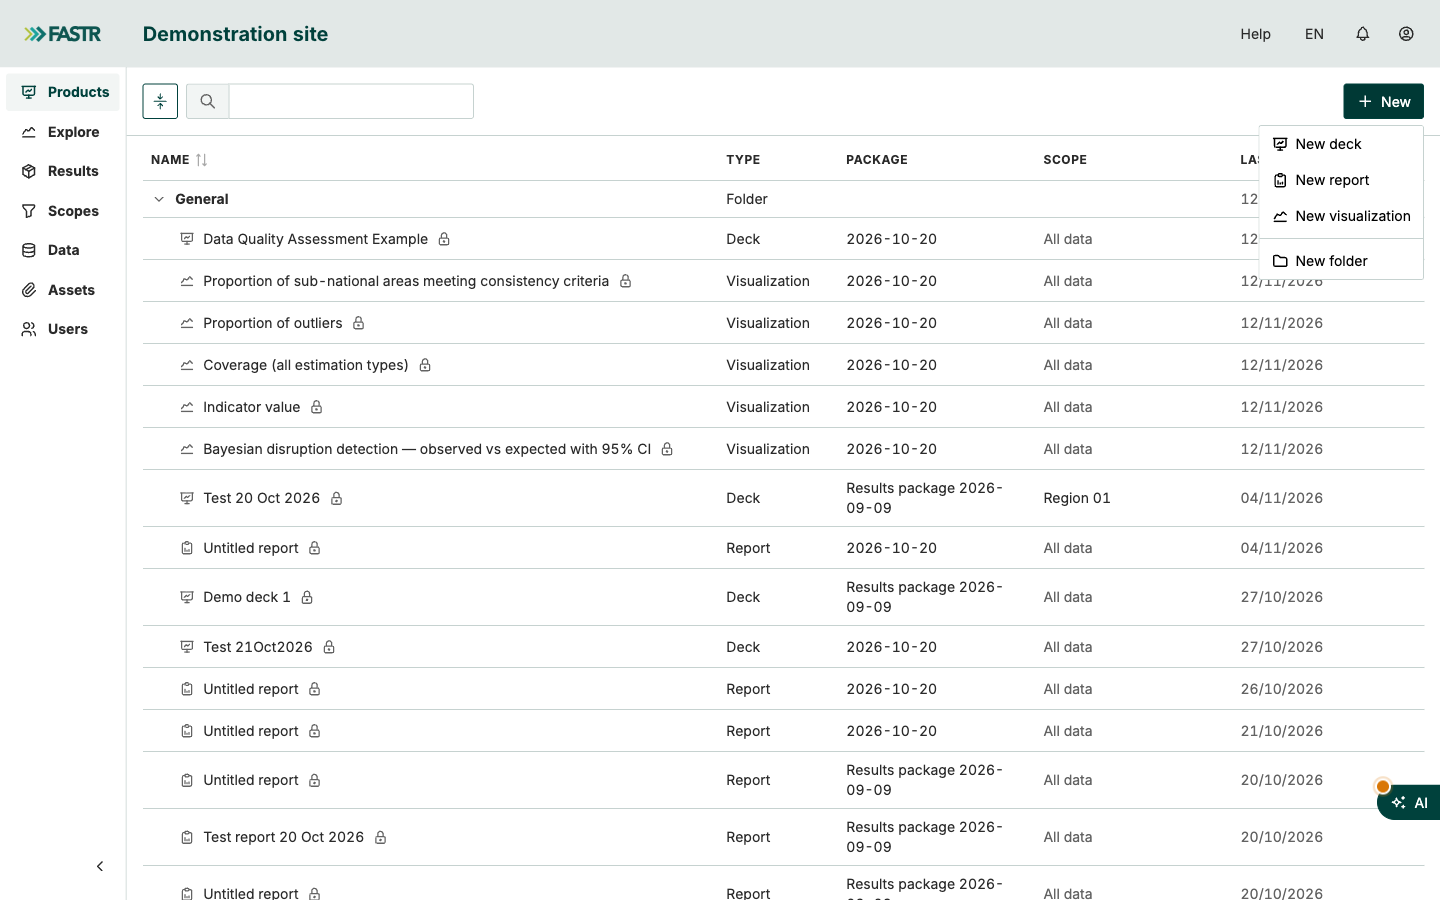 FASTR
Demonstration site
Help
EN
Products
Explore
Results
Scopes
Data
Assets
Users
New
New deck
New report
New visualization
New folder
NAME TYPE PACKAGE SCOPE
General Folder
Data Quality Assessment Example Deck 2026-10-20 All data
Proportion of sub-national areas meeting consistency criteria Visualization 2026-10-20 All data 12/11/2026
Proportion of outliers Visualization 2026-10-20 All data 12/11/2026
Coverage (all estimation types) Visualization 2026-10-20 All data 12/11/2026
Indicator value Visualization 2026-10-20 All data 12/11/2026
Bayesian disruption detection — observed vs expected with 95% CI Visualization 2026-10-20 All data 12/11/2026
Test 20 Oct 2026 Deck Results package 2026-09-09 Region 01 04/11/2026
Untitled report Report 2026-10-20 All data 04/11/2026
Demo deck 1 Deck Results package 2026-09-09 All data 27/10/2026
Test 21Oct2026 Deck 2026-10-20 All data 27/10/2026
Untitled report Report 2026-10-20 All data 26/10/2026
Untitled report Report 2026-10-20 All data 21/10/2026
Untitled report Report Results package 2026-09-09 All data 20/10/2026
Test report 20 Oct 2026 Report Results package 2026-09-09 All data 20/10/2026
Untitled report Report Results package 2026- All data 20/10/2026
AI